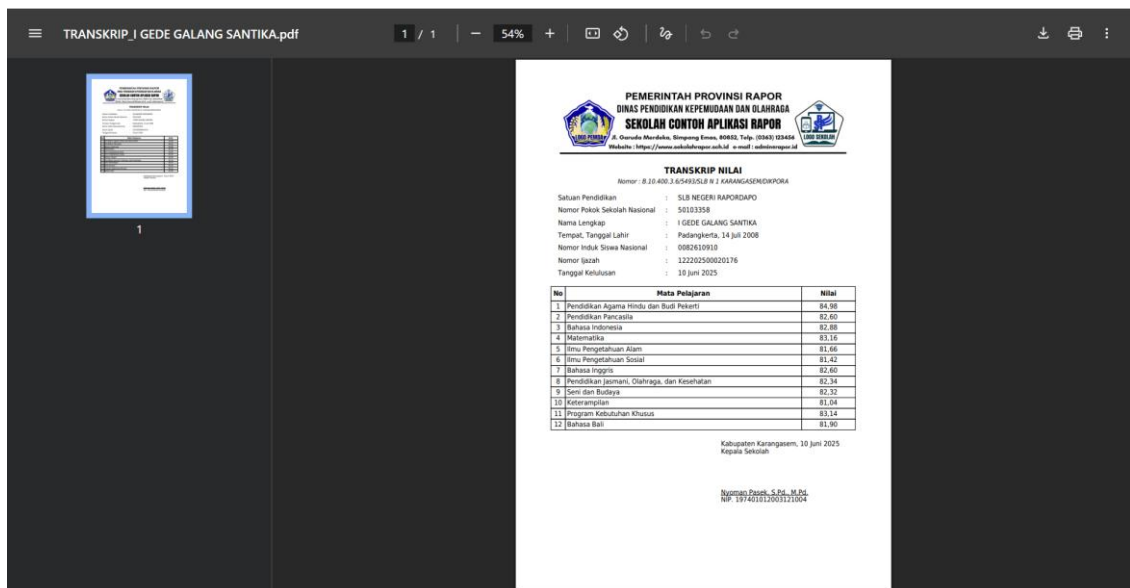 TRANSKRIP_I GEDE GALANG SANTIKA.pdf
1 / 1
54%
1
PEMERINTAH PROVINSI RAPOR
DINAS PENDIDIKAN KEPEMUDAAN DAN OLAHRAGA
SEKOLAH CONTOH APLIKASI RAPOR
Jl. Garuda Merdeka, Simpang Emas, 80852, Telp. (0363) 123456
Website : https://www.sekolahrapor.sch.id e-mail : adminerapor.id
LOGO PEMDA
LOGO SEKOLAH
TRANSKRIP NILAI
Nomor : B.10.400.3.6/5493/SLB N 1 KARANGASEM/DIKPORA
Satuan Pendidikan : SLB NEGERI RAPORDAPO
Nomor Pokok Sekolah Nasional : 50103358
Nama Lengkap : I GEDE GALANG SANTIKA
Tempat, Tanggal Lahir : Padangkerta, 14 Juli 2008
Nomor Induk Siswa Nasional : 0082610910
Nomor Ijazah : 122202500020176
Tanggal Kelulusan : 10 Juni 2025
No Mata Pelajaran Nilai
1 Pendidikan Agama Hindu dan Budi Pekerti 84,98
2 Pendidikan Pancasila 82,60
3 Bahasa Indonesia 82,88
4 Matematika 83,16
5 Ilmu Pengetahuan Alam 81,66
6 Ilmu Pengetahuan Sosial 81,42
7 Bahasa Inggris 82,60
8 Pendidikan Jasmani, Olahraga, dan Kesehatan 82,34
9 Seni dan Budaya 82,32
10 Keterampilan 81,04
11 Program Kebutuhan Khusus 83,14
12 Bahasa Bali 81,90
Kabupaten Karangasem, 10 Juni 2025
Kepala Sekolah
Nyoman Pasek, S.Pd., M.Pd.
NIP. 197401012003121004